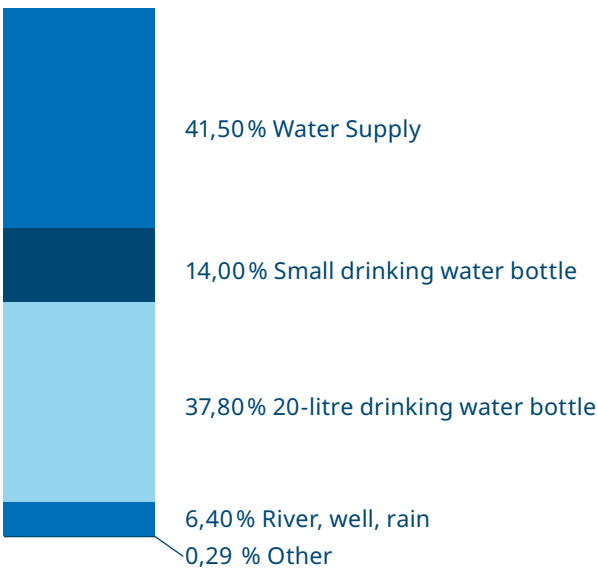 41,50% Water Supply
14,00% Small drinking water bottle
37,80% 20-litre drinking water bottle
6,40% River, well, rain
0,29 % Other